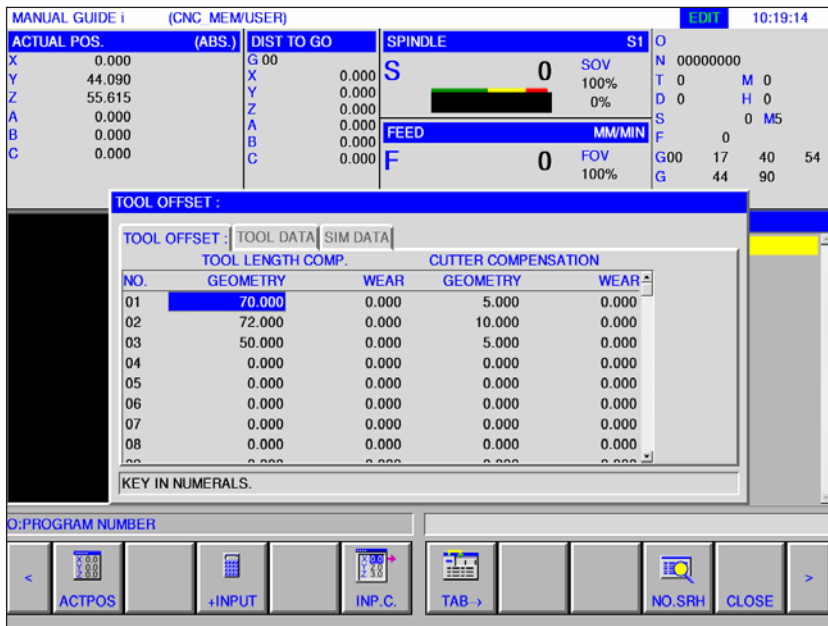 MANUAL GUIDE i (CNC_MEM/USER) EDIT 10:19:14
ACTUAL POS. (ABS.)
X 0.000
Y 44.090
Z 55.615
A 0.000
B 0.000
C 0.000
DIST TO GO
G 00
X 0.000
Y 0.000
Z 0.000
A 0.000
B 0.000
C 0.000
SPINDLE S1
S 0 SOV
100%
0%
FEED MM/MIN
F 0 FOV
100%
O
N 00000000
T 0 M 0
D 0 H 0
S 0 M5
F 0
G00 17 40 54
G 44 90
TOOL OFFSET :
TOOL OFFSET : TOOL DATA SIM DATA
TOOL LENGTH COMP. CUTTER COMPENSATION
NO. GEOMETRY WEAR GEOMETRY WEAR
01 70.000 0.000 5.000 0.000
02 72.000 0.000 10.000 0.000
03 50.000 0.000 5.000 0.000
04 0.000 0.000 0.000 0.000
05 0.000 0.000 0.000 0.000
06 0.000 0.000 0.000 0.000
07 0.000 0.000 0.000 0.000
08 0.000 0.000 0.000 0.000
KEY IN NUMERALS.
O:PROGRAM NUMBER
< ACTPOS +INPUT INP.C. TAB→ NO.SRH CLOSE >